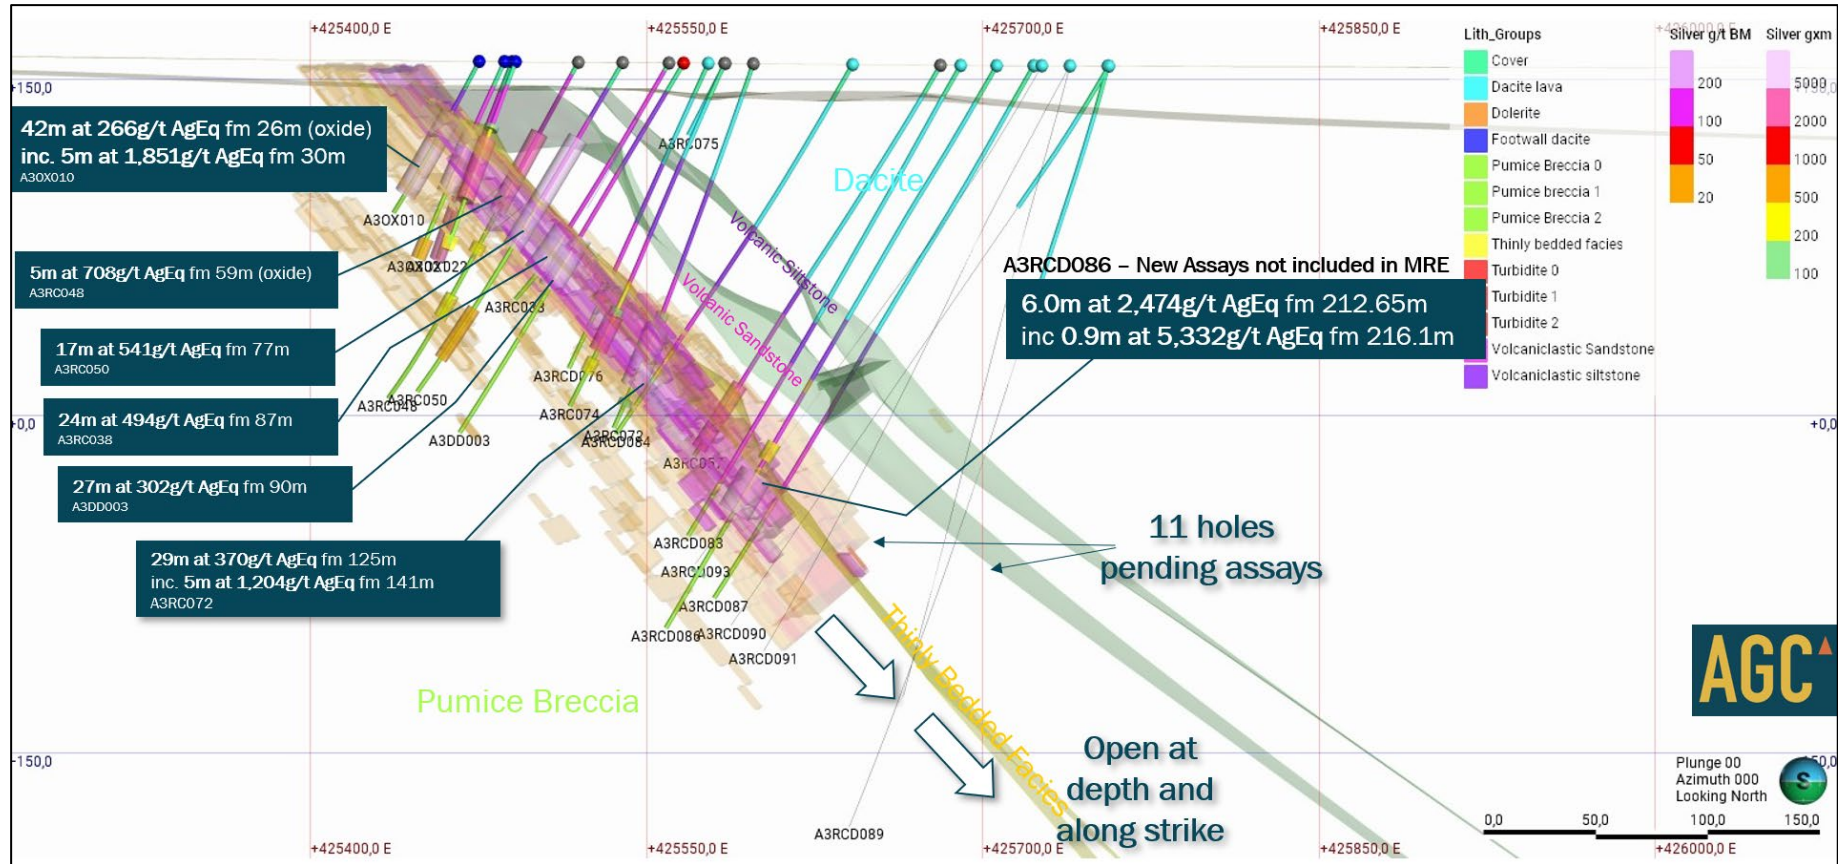 +425400,0 E
+425550,0 E
+425700,0 E
+425850,0 E
Lith_Groups
Cover
Dacite lava
Dolerite
Footwall dacite
Pumice Breccia 0
Pumice breccia 1
Pumice Breccia 2
Thinly bedded facies
Turbidite 0
Turbidite 1
Turbidite 2
Volcaniclastic Sandstone
Volcaniclastic siltstone
Silver g/t BM
200
100
50
20
Silver gxm
5000
2000
1000
500
200
100
+150,0
42m at 266g/t AgEq fm 26m (oxide)
inc. 5m at 1,851g/t AgEq fm 30m
A3OX010
5m at 708g/t AgEq fm 59m (oxide)
A3RC048
17m at 541g/t AgEq fm 77m
A3RC050
24m at 494g/t AgEq fm 87m
A3RC038
27m at 302g/t AgEq fm 90m
A3DD003
29m at 370g/t AgEq fm 125m
inc. 5m at 1,204g/t AgEq fm 141m
A3RC072
A3RC075
Dacite
Volcanic Siltstone
Volcanic Sandstone
A3RCD086 – New Assays not included in MRE
6.0m at 2,474g/t AgEq fm 212.65m
inc 0.9m at 5,332g/t AgEq fm 216.1m
A3OX010
A3RCD76
A3RC074
A3RC048
A3RC050
A3DD003
A3RC072
A3RCD084
+0,0
+0,0
A3RCD083
A3RCD093
A3RCD087
A3RCD086
A3RCD090
A3RCD091
A3RCD089
11 holes
pending assays
Thinly Bedded Facies
Pumice Breccia
Open at
depth and
along strike
AGC
-150,0
Plunge 00
Azimuth 000
Looking North
S
0,0
50,0
100,0
150,0
+425400,0 E
+425550,0 E
+425700,0 E
+425850,0 E
+426000,0 E